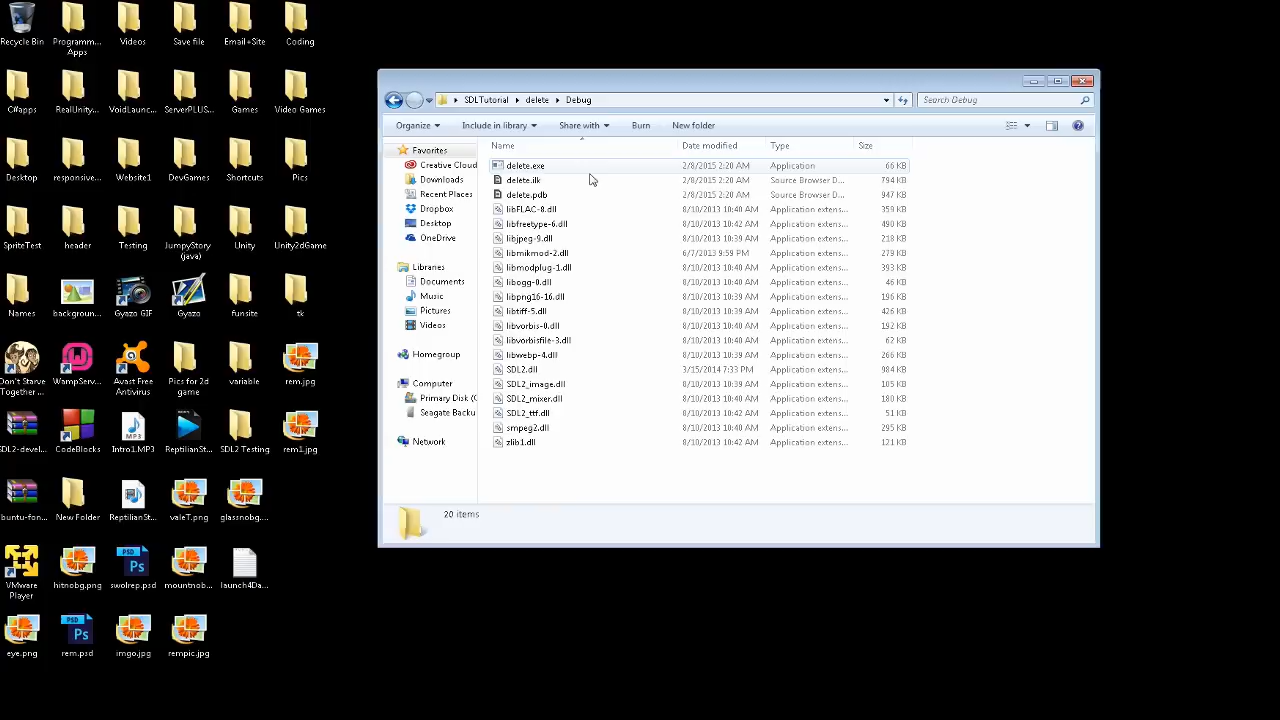 Recycle Bin
Programm... Apps
Videos
Save file
Email+Site
Coding
C#apps
RealUnity...
VoidLaunc...
ServerPLUS...
Games
Video Games
Desktop
responsive...
Website1
DevGames
Shortcuts
Pics
SpriteTest
header
Testing
JumpyStory (java)
Unity
Unity2dGame
Names
backgroun...
Gyazo GIF
Gyazo
funsite
tk
Don't Starve Together ...
WampServ...
Avast Free Antivirus
Pics for 2d game
variable
rem.jpg
SDL2-devel...
CodeBlocks
Intro1.MP3
ReptilianSt...
SDL2 Testing
rem1.jpg
buntu-fon...
New Folder
ReptilianSt...
valeT.png
glassnobg....
VMware Player
hitnobg.png
swolrep.psd
mountnob...
launch4Da...
eye.png
rem.psd
imgo.jpg
rempic.jpg
SDLTutorial delete Debug
Search Debug
Organize Include in library Share with Burn New folder
Name Date modified Type Size
Favorites
Creative Cloud
Downloads
Recent Places
Dropbox
Desktop
OneDrive
Libraries
Documents
Music
Pictures
Videos
Homegroup
Computer
Primary Disk (C
Seagate Backu
Network
delete.exe 2/8/2015 2:20 AM Application 66 KB
delete.ilk 2/8/2015 2:20 AM Source Browser D... 794 KB
delete.pdb 2/8/2015 2:20 AM Source Browser D... 947 KB
libFLAC-8.dll 8/10/2013 10:40 AM Application extens... 359 KB
libfreetype-6.dll 8/10/2013 10:42 AM Application extens... 490 KB
libjpeg-9.dll 8/10/2013 10:39 AM Application extens... 218 KB
libmikmod-2.dll 6/7/2013 9:59 PM Application extens... 279 KB
libmodplug-1.dll 8/10/2013 10:40 AM Application extens... 393 KB
libogg-0.dll 8/10/2013 10:40 AM Application extens... 46 KB
libpng16-16.dll 8/10/2013 10:39 AM Application extens... 196 KB
libtiff-5.dll 8/10/2013 10:39 AM Application extens... 426 KB
libvorbis-0.dll 8/10/2013 10:40 AM Application extens... 332 KB
libvorbisfile-3.dll 8/10/2013 10:40 AM Application extens... 62 KB
libwebp-4.dll 8/10/2013 10:39 AM Application extens... 266 KB
SDL2.dll 3/15/2014 7:33 PM Application extens... 984 KB
SDL2_image.dll 8/10/2013 10:39 AM Application extens... 105 KB
SDL2_mixer.dll 8/10/2013 10:40 AM Application extens... 180 KB
SDL2_ttf.dll 8/10/2013 10:42 AM Application extens... 51 KB
smpeg2.dll 8/10/2013 10:40 AM Application extens... 295 KB
zlib1.dll 8/10/2013 10:42 AM Application extens... 121 KB
20 items